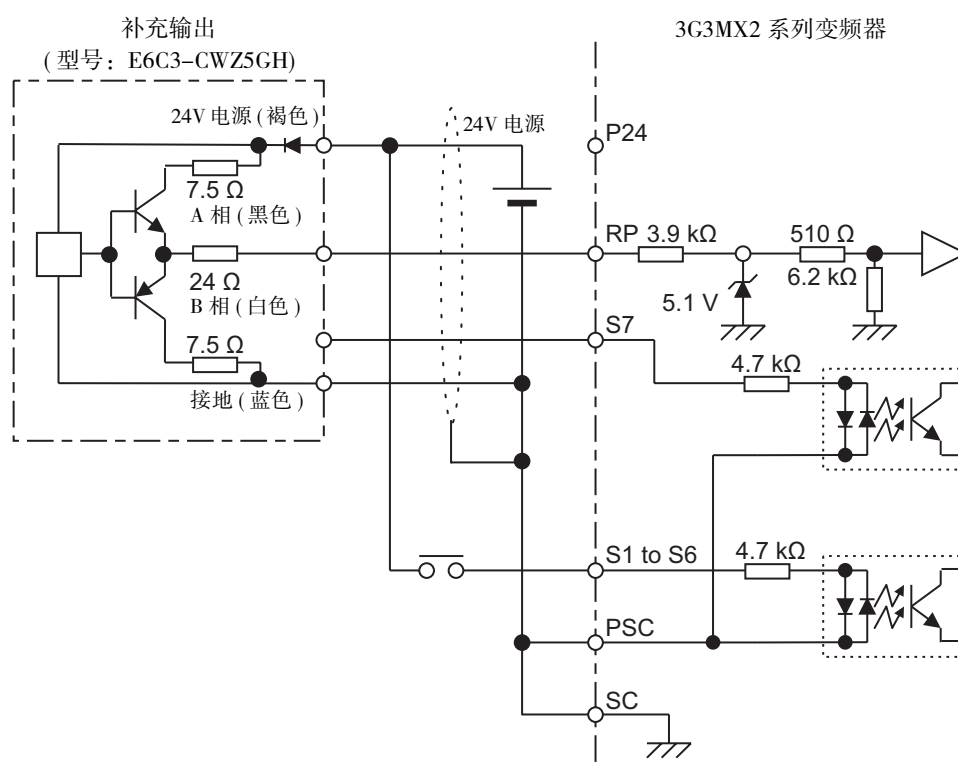 补充输出
(型号：E6C3-CWZ5GH)
3G3MX2 系列变频器
24V 电源(褐色)
24V 电源
P24
7.5 Ω
A 相(黑色)
RP
3.9 kΩ
510 Ω
24 Ω
6.2 kΩ
B 相(白色)
5.1 V
S7
7.5 Ω
4.7 kΩ
接地(蓝色)
S1 to S6
4.7 kΩ
PSC
SC